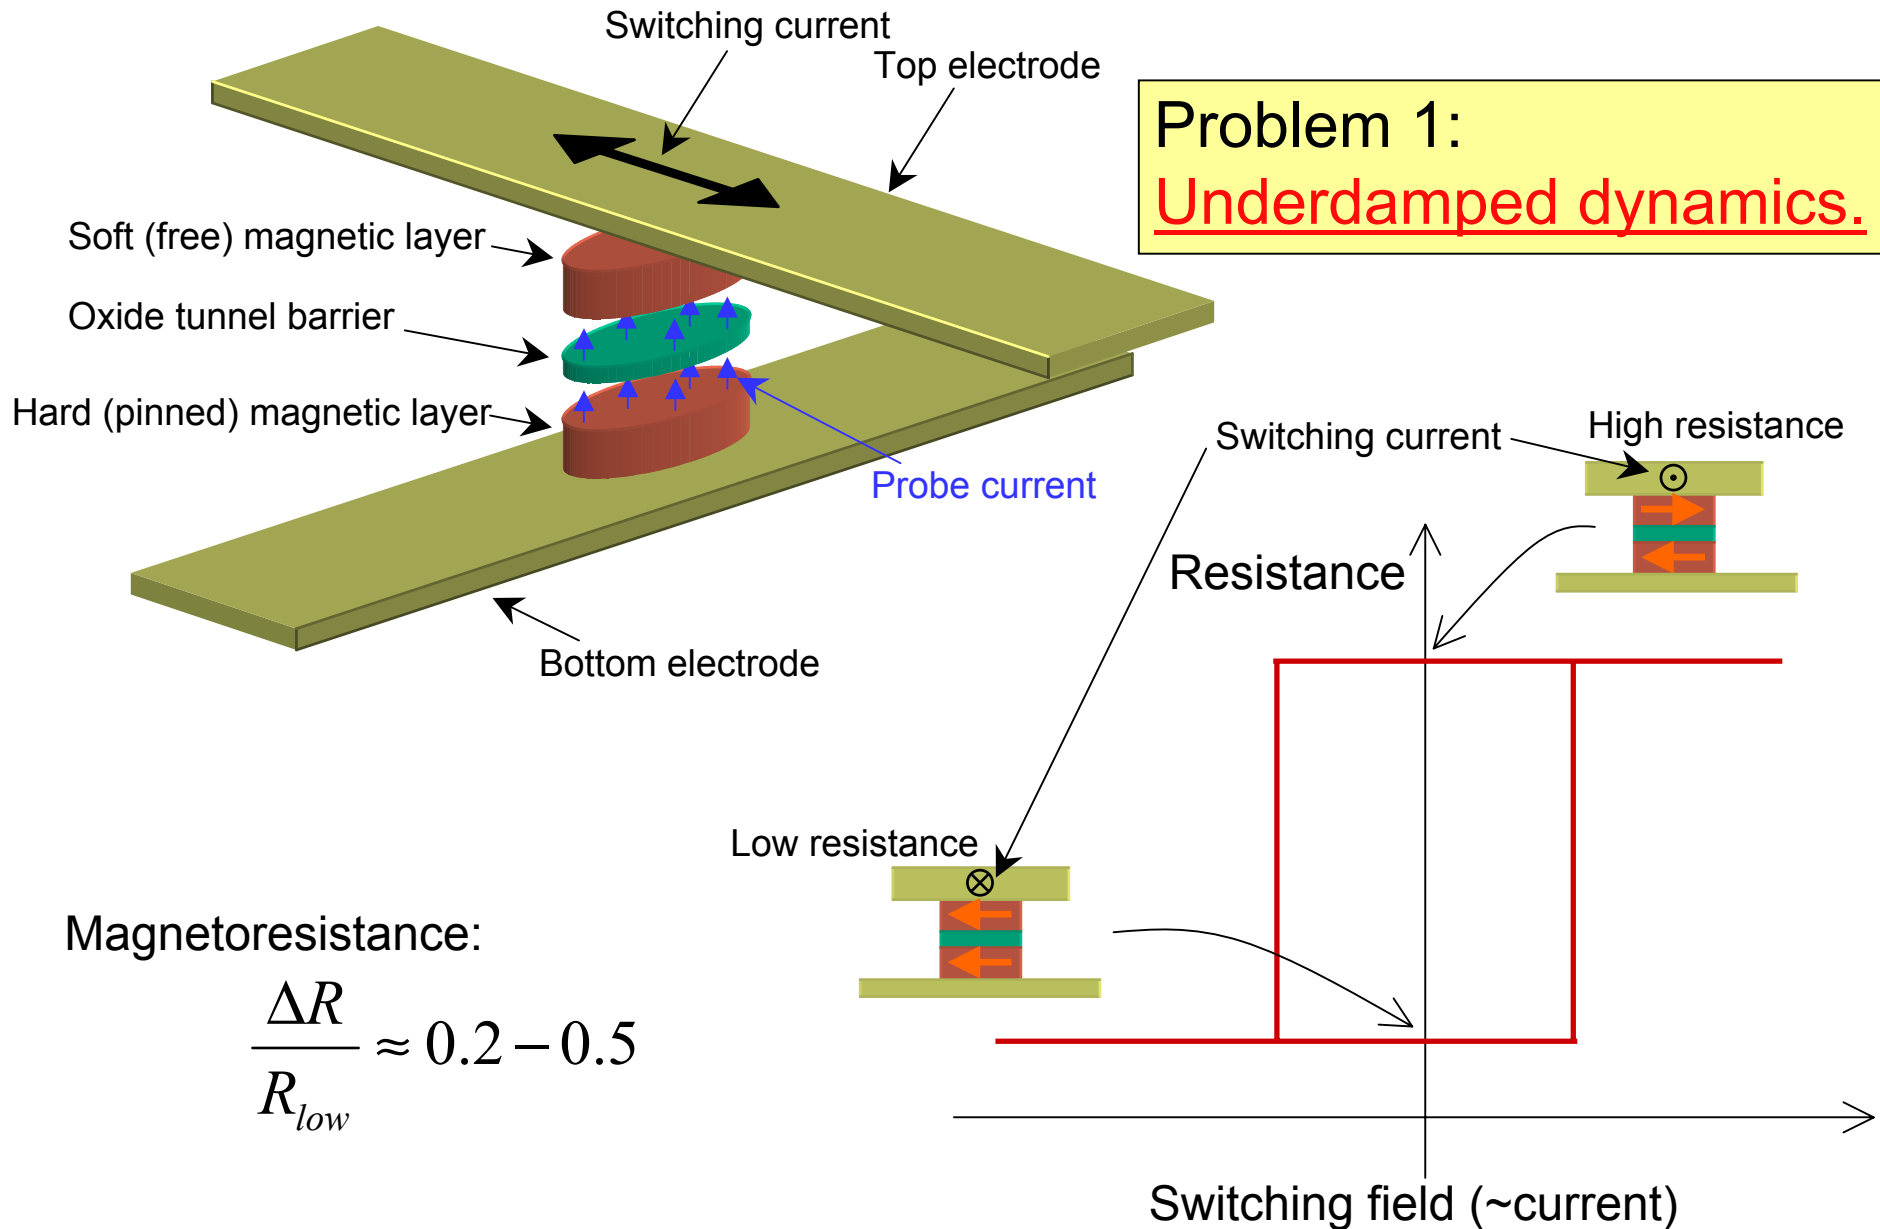 Switching current
Top electrode
Problem 1:
Underdamped dynamics.
Soft (free) magnetic layer
Oxide tunnel barrier
Hard (pinned) magnetic layer
Probe current
Bottom electrode
Switching current
High resistance
Resistance
Low resistance
Magnetoresistance:
ΔR / R_low ≈ 0.2 – 0.5
Switching field (~current)